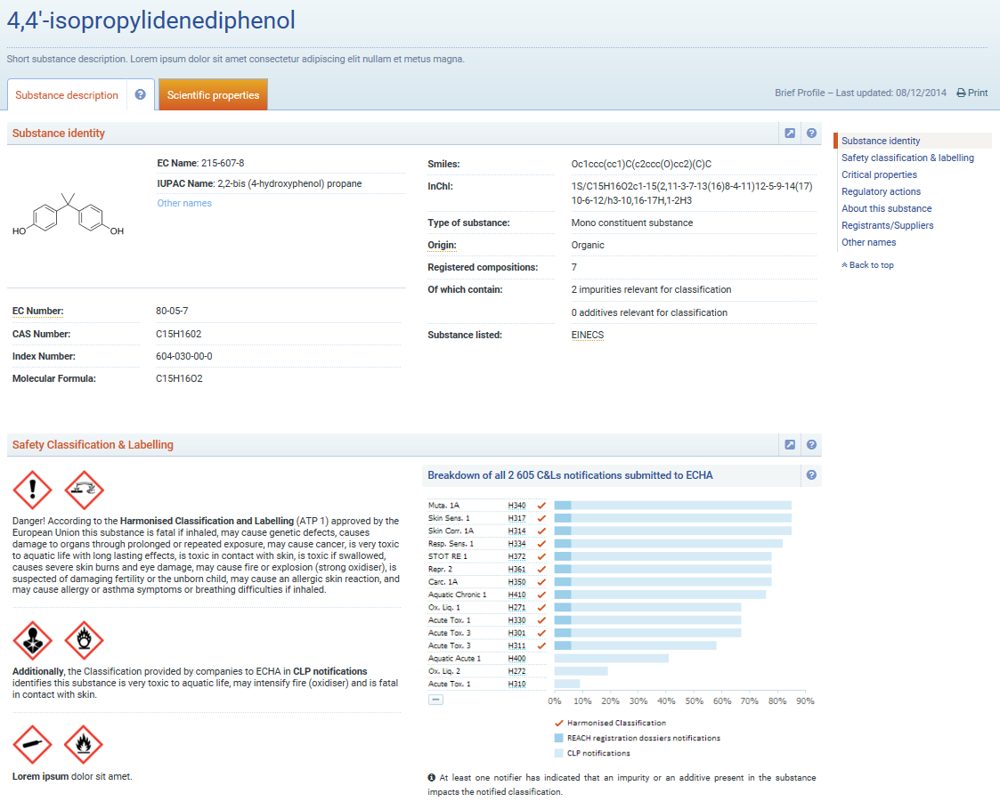 4,4'-isopropylidenediphenol
Short substance description. Lorem ipsum dolor sit amet consectetur adipiscing elit nullam et metus magna.
Substance description
?
Scientific properties
Brief Profile – Last updated: 08/12/2014
Print
Substance identity
?
HO
OH
EC Name: 215-607-8
IUPAC Name: 2,2-bis (4-hydroxyphenol) propane
Other names
EC Number: 80-05-7
CAS Number: C15H16O2
Index Number: 604-030-00-0
Molecular Formula: C15H16O2
Smiles: Oc1ccc(cc1)C(c2ccc(O)cc2)(C)C
InChI: 1S/C15H16O2c1-15(2,11-3-7-13(16)8-4-11)12-5-9-14(17)
10-6-12/h3-10,16-17H,1-2H3
Type of substance: Mono constituent substance
Origin: Organic
Registered compositions: 7
Of which contain: 2 impurities relevant for classification
0 additives relevant for classification
Substance listed: EINECS
Substance identity
Safety classification & labelling
Critical properties
Regulatory actions
About this substance
Registrants/Suppliers
Other names
Back to top
Safety Classification & Labelling
?
Danger! According to the Harmonised Classification and Labelling (ATP 1) approved by the
European Union this substance is fatal if inhaled, may cause genetic defects, causes
damage to organs through prolonged or repeated exposure, may cause cancer, is very toxic
to aquatic life with long lasting effects, is toxic in contact with skin, is toxic if swallowed,
causes severe skin burns and eye damage, may cause fire or explosion (strong oxidiser), is
suspected of damaging fertility or the unborn child, may cause an allergic skin reaction, and
may cause allergy or asthma symptoms or breathing difficulties if inhaled.
Additionally, the Classification provided by companies to ECHA in CLP notifications
identifies this substance is very toxic to aquatic life, may intensify fire (oxidiser) and is fatal
in contact with skin.
Lorem ipsum dolor sit amet.
Breakdown of all 2 605 C&Ls notifications submitted to ECHA
?
Muta. 1A H340
Skin Sens. 1 H317
Skin Corr. 1A H314
Resp. Sens. 1 H334
STOT RE 1 H372
Repr. 2 H361
Carc. 1A H350
Aquatic Chronic 1 H410
Ox. Liq. 1 H271
Acute Tox. 1 H330
Acute Tox. 3 H301
Acute Tox. 3 H311
Aquatic Acute 1 H400
Ox. Liq. 2 H272
Acute Tox. 1 H310
0% 10% 20% 30% 40% 50% 60% 70% 80% 90%
Harmonised Classification
REACH registration dossiers notifications
CLP notifications
At least one notifier has indicated that an impurity or an additive present in the substance
impacts the notified classification.